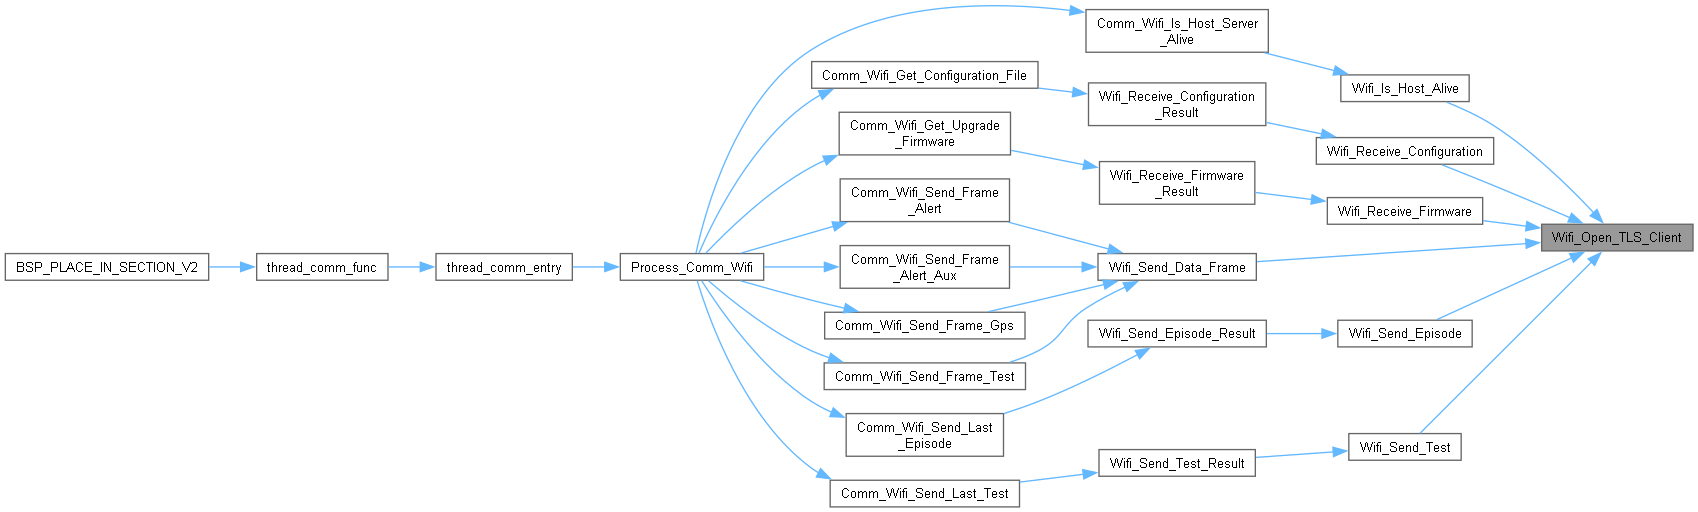 Comm_Wifi_Is_Host_Server
_Alive
Comm_Wifi_Get_Configuration_File
Wifi_Is_Host_Alive
Wifi_Receive_Configuration
_Result
Comm_Wifi_Get_Upgrade
_Firmware
Wifi_Receive_Configuration
Wifi_Receive_Firmware
_Result
Comm_Wifi_Send_Frame
_Alert
Wifi_Receive_Firmware
Wifi_Open_TLS_Client
BSP_PLACE_IN_SECTION_V2
thread_comm_func
thread_comm_entry
Process_Comm_Wifi
Comm_Wifi_Send_Frame
_Alert_Aux
Wifi_Send_Data_Frame
Comm_Wifi_Send_Frame_Gps
Wifi_Send_Episode_Result
Wifi_Send_Episode
Comm_Wifi_Send_Frame_Test
Comm_Wifi_Send_Last
_Episode
Wifi_Send_Test
Wifi_Send_Test_Result
Comm_Wifi_Send_Last_Test